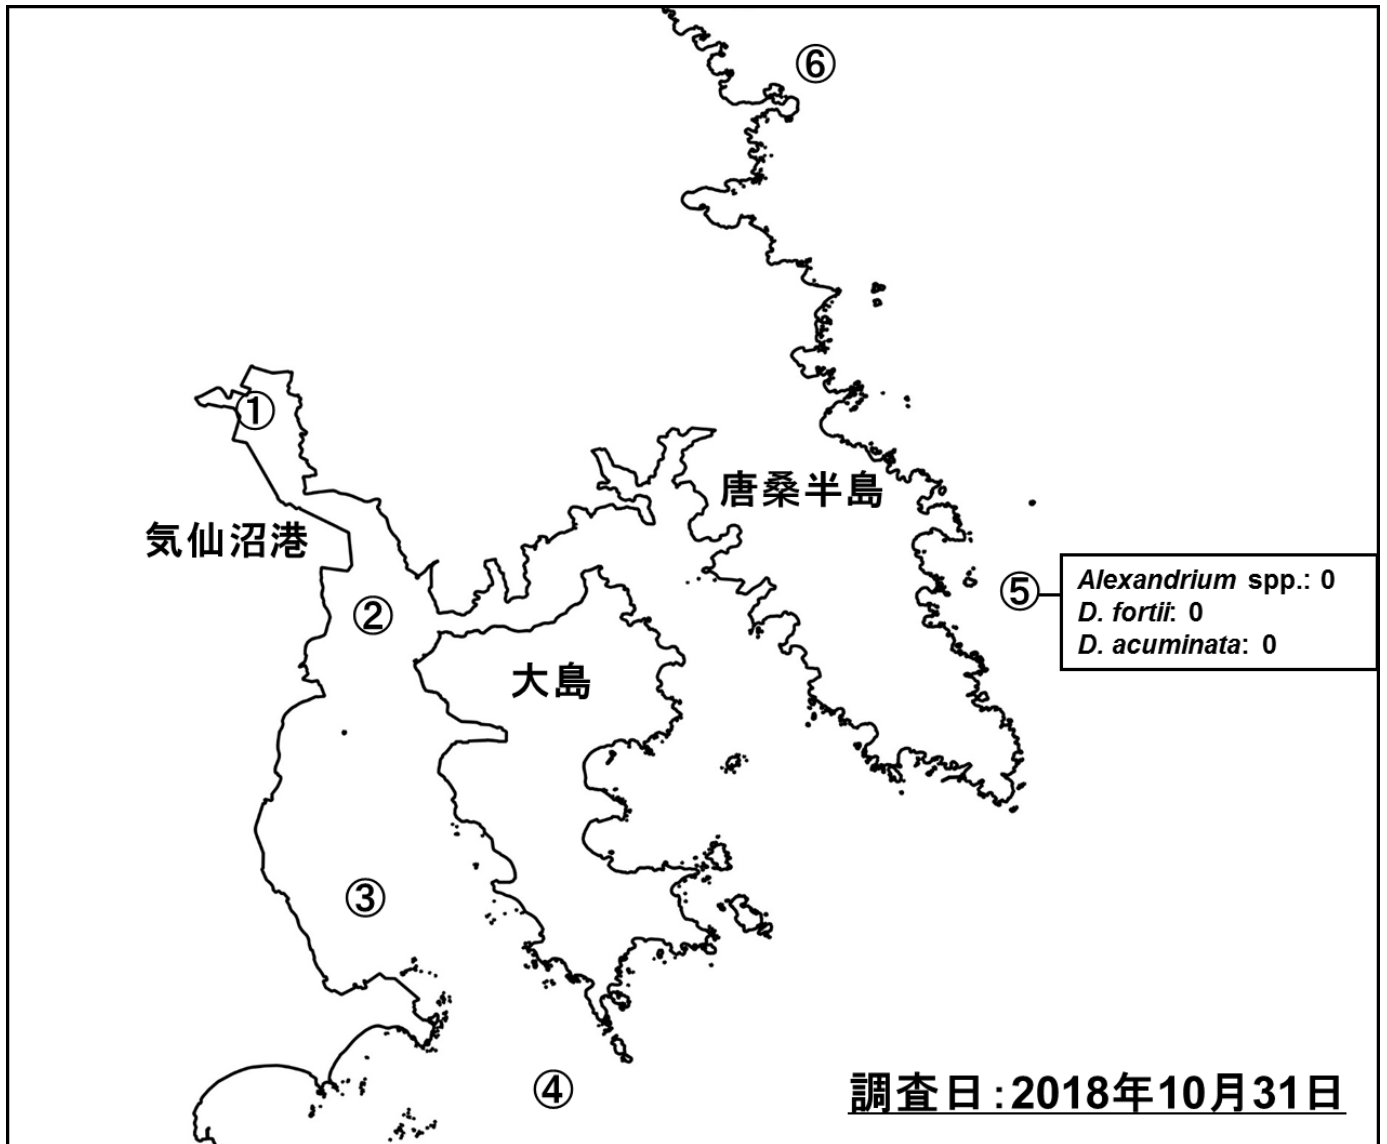 ⑥
①
唐桑半島
気仙沼港
⑤
Alexandrium spp.: 0
D. fortii: 0
D. acuminata: 0
②
大島
③
④
調査日:2018年10月31日